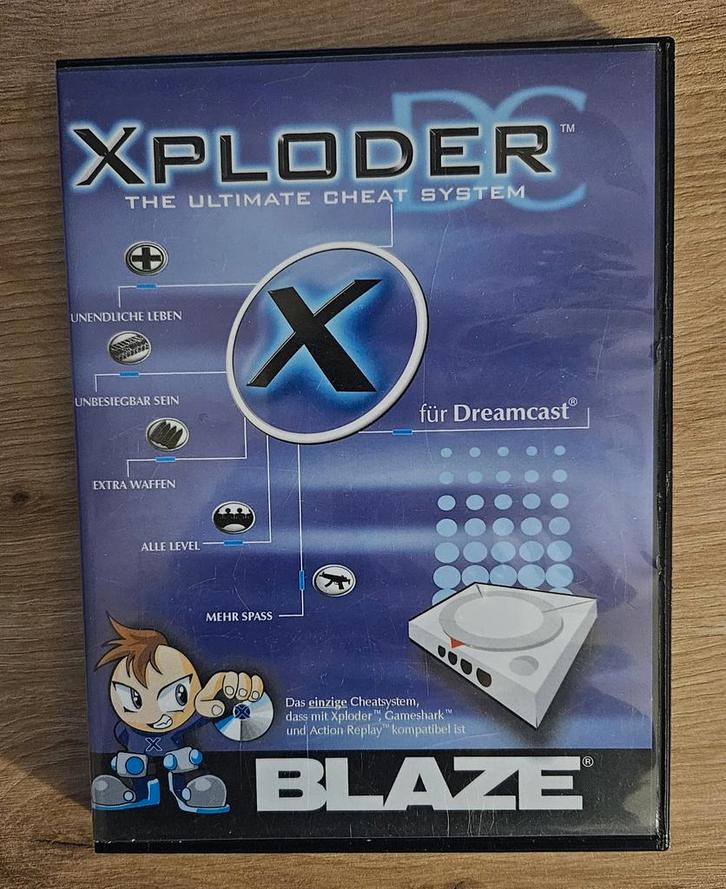 DC
XPLODER™
THE ULTIMATE CHEAT SYSTEM
X
UNENDLICHE LEBEN
UNBESIEGBAR SEIN
für Dreamcast®
EXTRA WAFFEN
ALLE LEVEL
MEHR SPASS
Das einzige Cheatsystem,
dass mit Xploder™, Gameshark™
und Action Replay™ kompatibel ist
X
X
BLAZE®